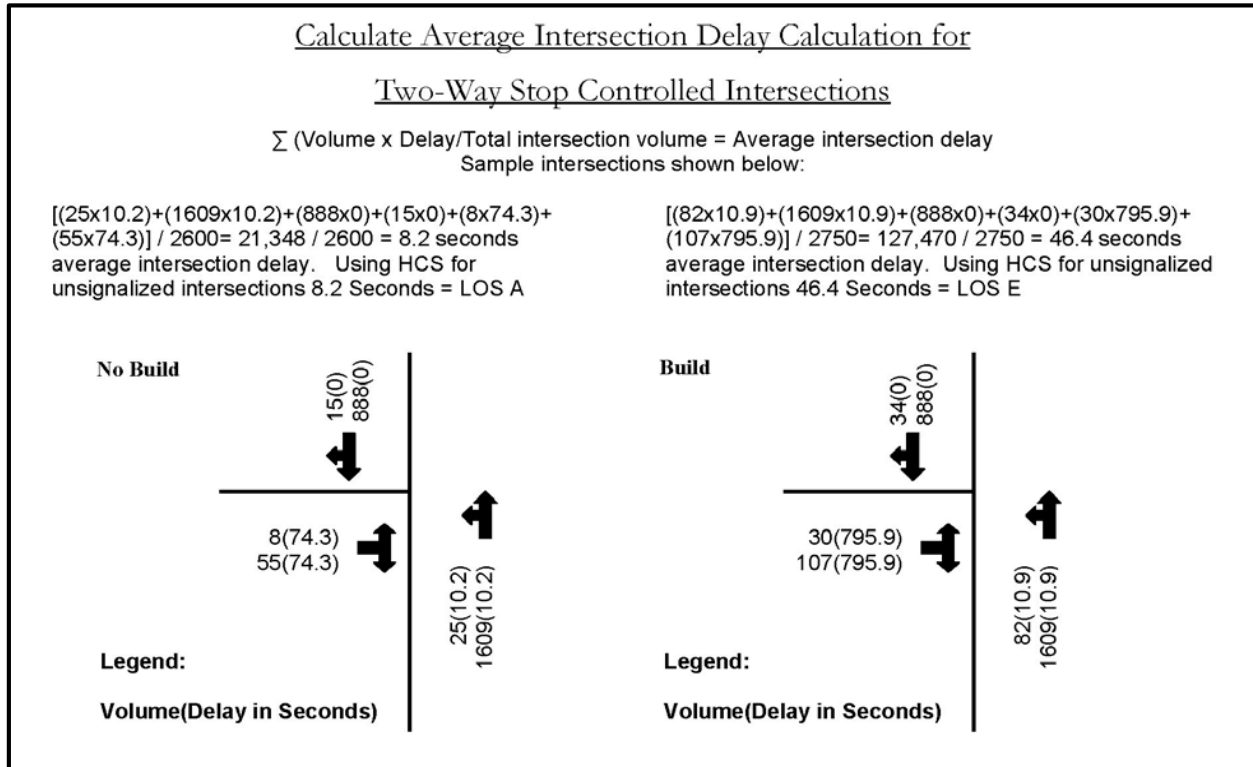 Calculate Average Intersection Delay Calculation for
Two-Way Stop Controlled Intersections
∑ (Volume x Delay/Total intersection volume = Average intersection delay
Sample intersections shown below:
[(25x10.2)+(1609x10.2)+(888x0)+(15x0)+(8x74.3)+
(55x74.3)] / 2600= 21,348 / 2600 = 8.2 seconds
average intersection delay. Using HCS for
unsignalized intersections 8.2 Seconds = LOS A
[(82x10.9)+(1609x10.9)+(888x0)+(34x0)+(30x795.9)+
(107x795.9)] / 2750= 127,470 / 2750 = 46.4 seconds
average intersection delay. Using HCS for unsignalized
intersections 46.4 Seconds = LOS E
No Build
15(0)
888(0)
8(74.3)
55(74.3)
25(10.2)
1609(10.2)
Legend:
Volume(Delay in Seconds)
Build
34(0)
888(0)
30(795.9)
107(795.9)
82(10.9)
1609(10.9)
Legend:
Volume(Delay in Seconds)